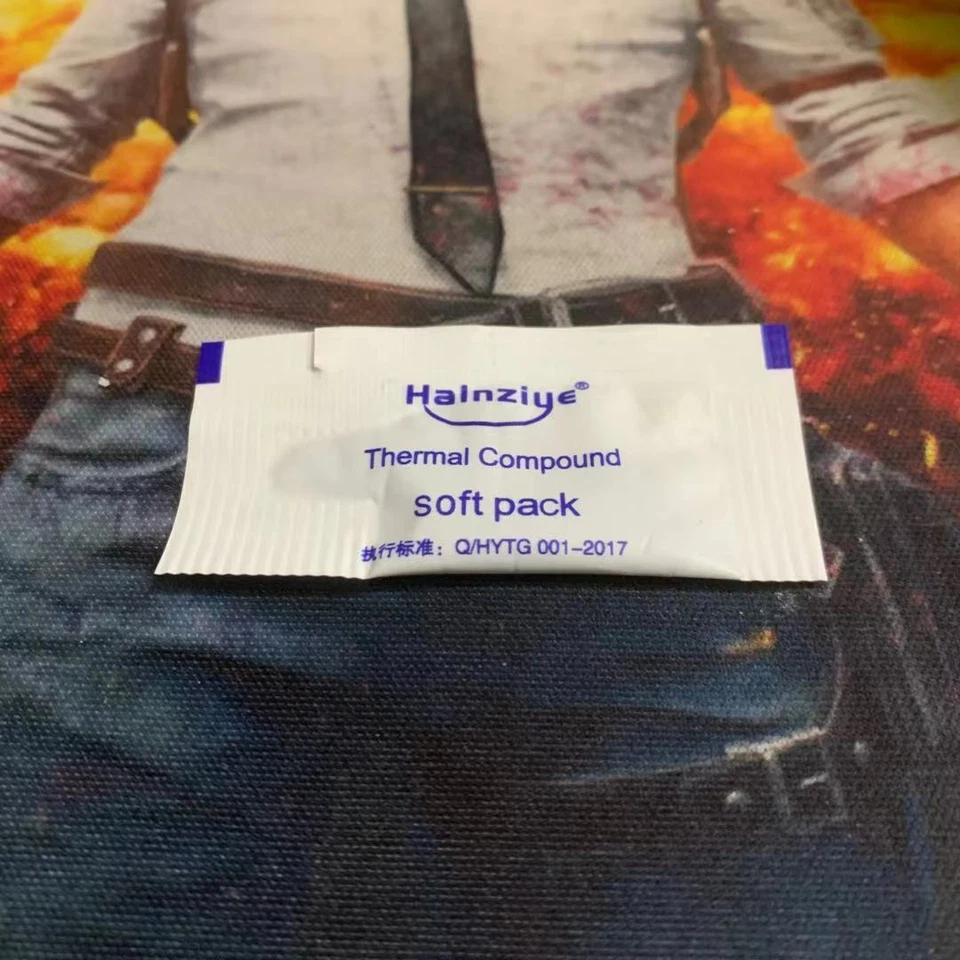 Halnziye®
Thermal Compound
soft pack
执行标准：Q/HYTG 001-2017